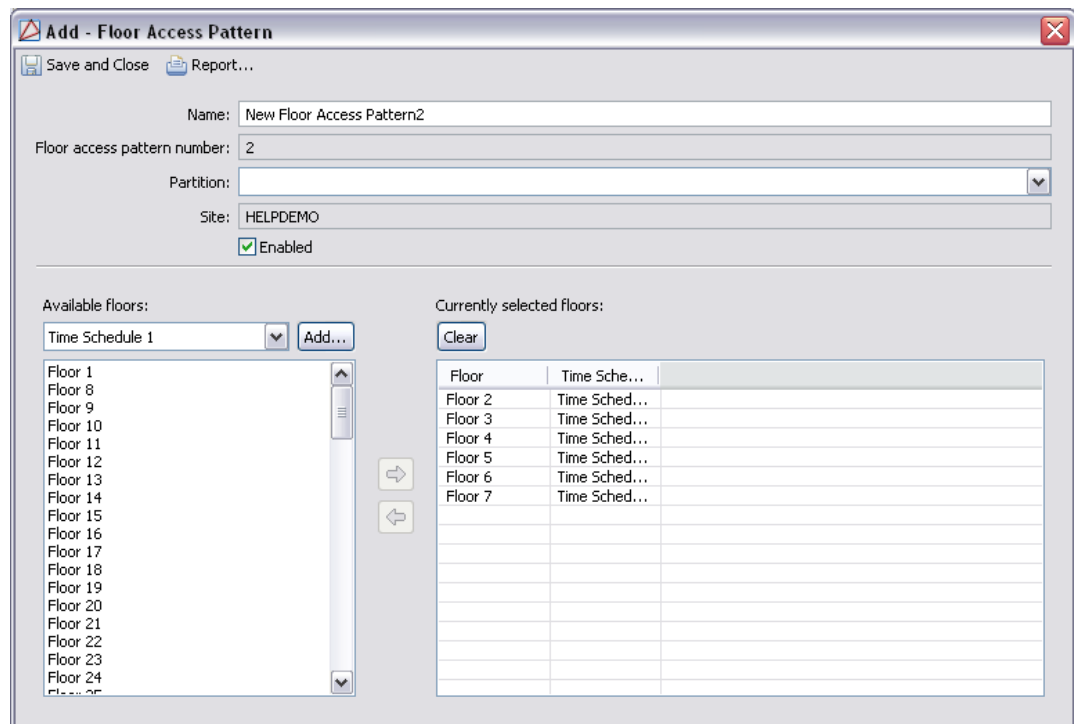 Add - Floor Access Pattern
Save and Close Report...
Name: New Floor Access Pattern2
Floor access pattern number: 2
Partition:
Site: HELPDEMO
Enabled
Available floors:
Time Schedule 1 Add...
Floor 1
Floor 8
Floor 9
Floor 10
Floor 11
Floor 12
Floor 13
Floor 14
Floor 15
Floor 16
Floor 17
Floor 18
Floor 19
Floor 20
Floor 21
Floor 22
Floor 23
Floor 24
Currently selected floors:
Clear
Floor Time Sche...
Floor 2 Time Sched...
Floor 3 Time Sched...
Floor 4 Time Sched...
Floor 5 Time Sched...
Floor 6 Time Sched...
Floor 7 Time Sched...